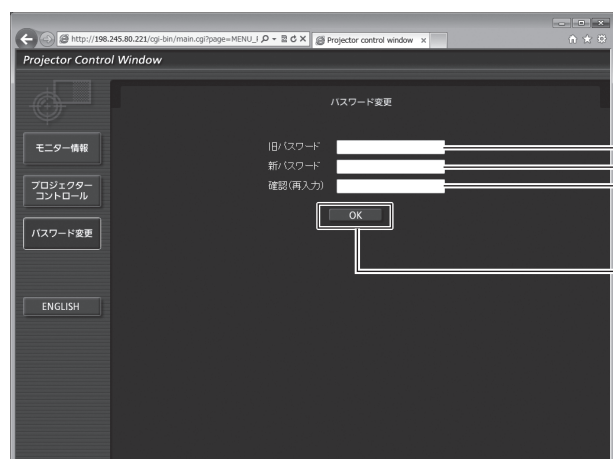 http://198.245.80.221/cgi-bin/main.cgi?page=MENU_
Projector control window
Projector Control Window
パスワード変更
旧パスワード
新パスワード
確認(再入力)
OK
モニター情報
プロジェクター
コントロール
パスワード変更
ENGLISH